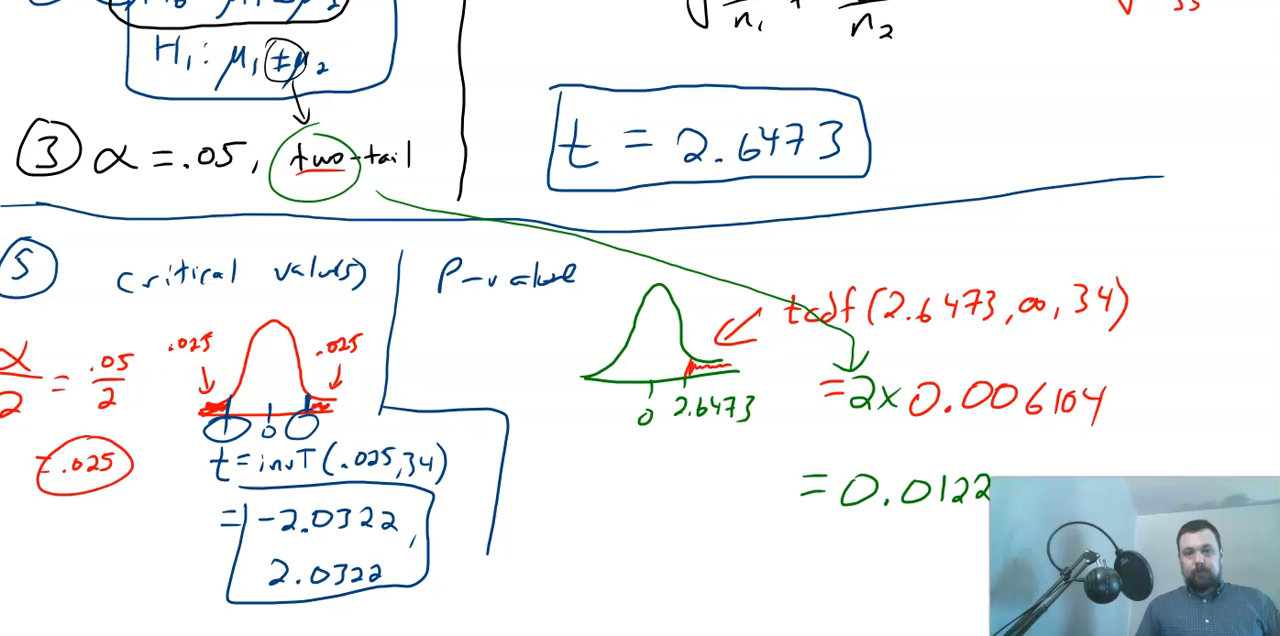 n₁ + n₂
H₁: μ₁ ≠ μ₂
③ α = .05, two-tail
t = 2.6473
⑤ critical value(s)
α/2 = .05/2
= .025
.025 .025
0
t = invT(.025, 34)
= -2.0322,
2.0322
P-value
tcdf(2.6473, ∞, 34)
0 2.6473
= 2 × 0.006104
= 0.0122